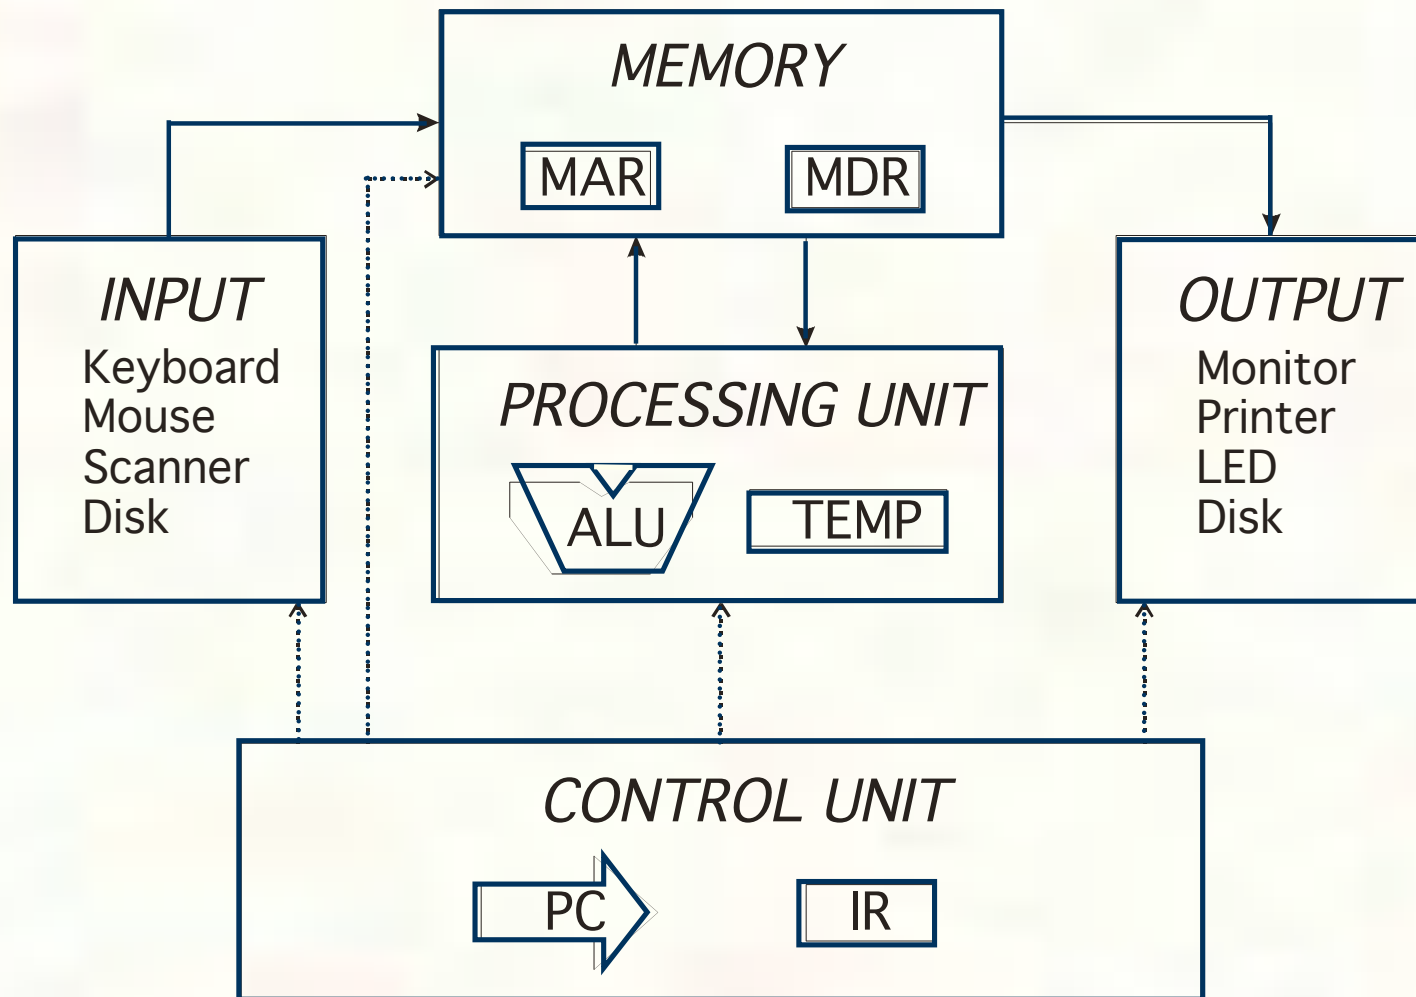 MEMORY
MAR
MDR
INPUT
Keyboard
Mouse
Scanner
Disk
PROCESSING UNIT
ALU
TEMP
OUTPUT
Monitor
Printer
LED
Disk
CONTROL UNIT
PC
IR